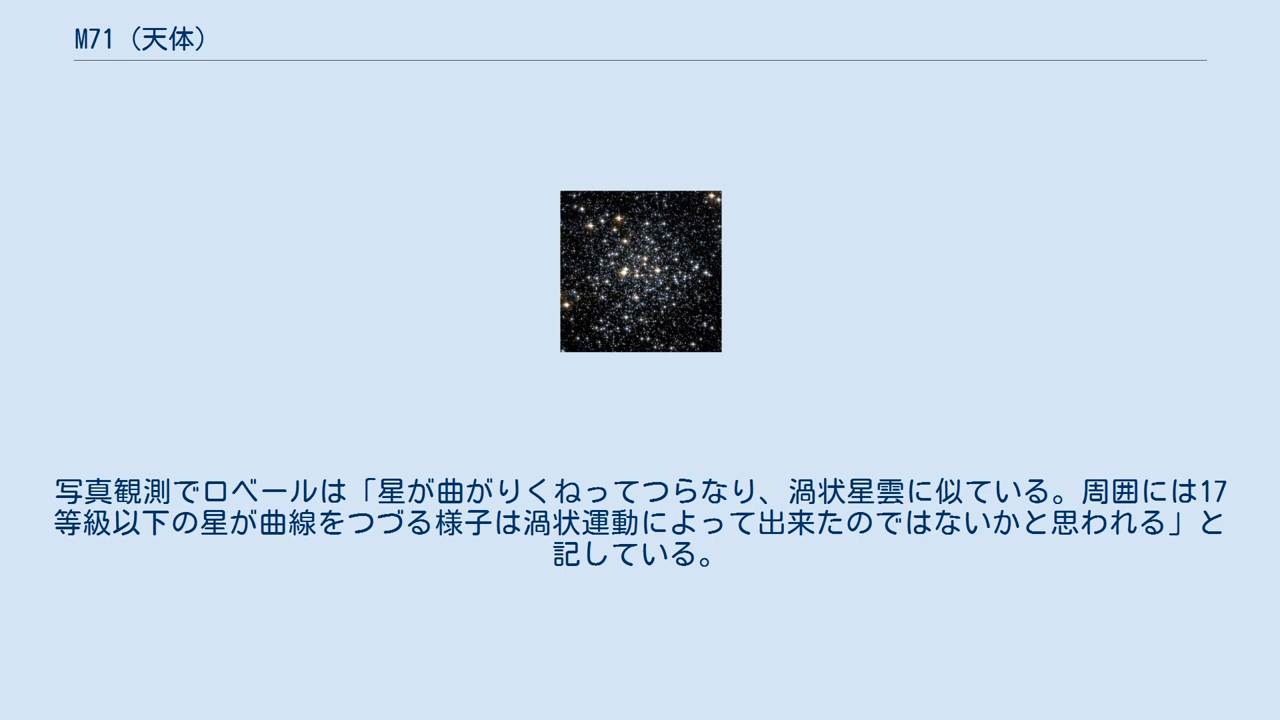 M71（天体）
写真観測でロベールは「星が曲がりくねってつらなり、渦状星雲に似ている。周囲には17
等級以下の星が曲線をつづる様子は渦状運動によって出来たのではないかと思われる」と
記している。